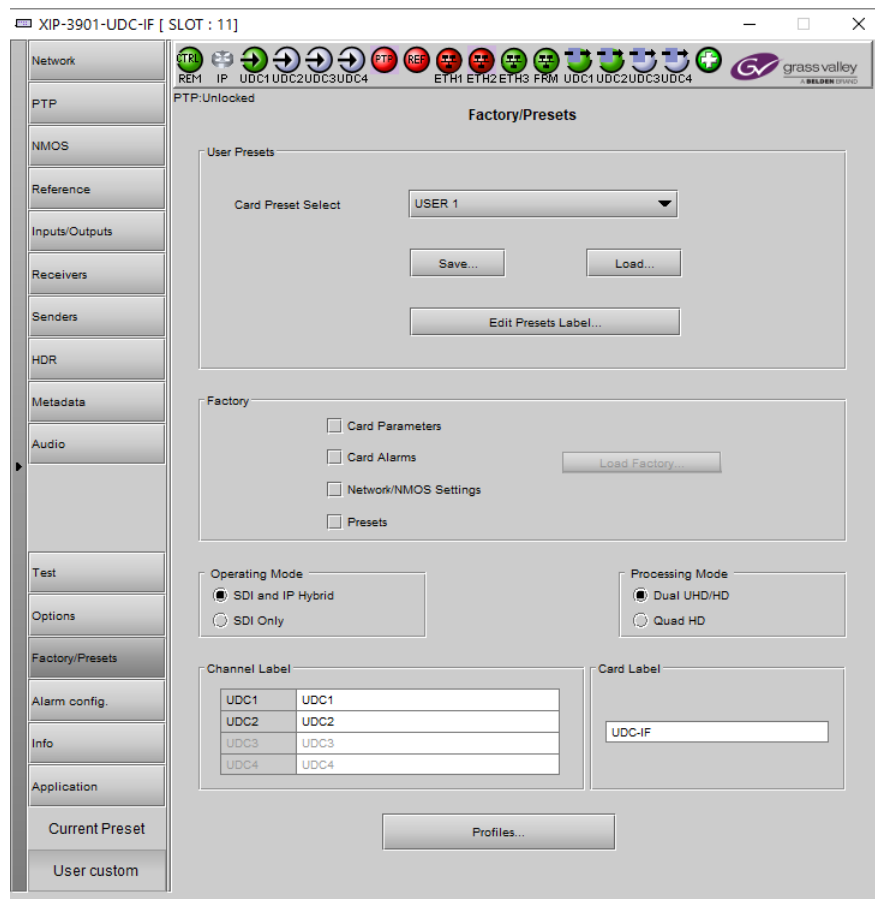 XIP-3901-UDC-IF [ SLOT : 11]
Network
PTP
NMOS
Reference
Inputs/Outputs
Receivers
Senders
HDR
Metadata
Audio
Test
Options
Factory/Presets
Alarm config.
Info
Application
Current Preset
User custom
CTRL PTP REF
REM IP UDC1 UDC2 UDC3 UDC4 ETH1 ETH2 ETH3 FRM UDC1 UDC2 UDC3 UDC4
GV grass valley
A BELDEN BRAND
PTP:Unlocked
Factory/Presets
User Presets
Card Preset Select USER 1
Save... Load...
Edit Presets Label...
Factory
Card Parameters
Card Alarms
Load Factory...
Network/NMOS Settings
Presets
Operating Mode Processing Mode
SDI and IP Hybrid Dual UHD/HD
SDI Only Quad HD
Channel Label Card Label
UDC1 UDC1
UDC2 UDC2
UDC3 UDC3
UDC4 UDC4
UDC-IF
Profiles...